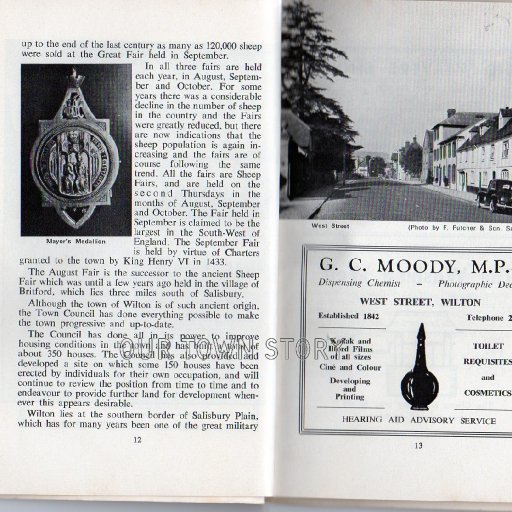 up to the end of the last century as many as 120,000 sheep
were sold at the Great Fair held in September.
In all three fairs are held
each year, in August, Septem-
ber and October. For some
years there was a considerable
decline in the number of sheep
in the country and the Fairs
were greatly reduced, but there
are now indications that the
sheep population is again in-
creasing and the fairs are of
course following the same
trend. All the fairs are Sheep
Fairs, and are held on the
second Thursdays in the
months of August, September
and October. The Fair held in
September is claimed to be the
largest in the South-West of
England. The September Fair
is held by virtue of Charters
granted to the town by King Henry VI in 1433.
Mayor's Medallion
The August Fair is the successor to the ancient Sheep
Fair which was until a few years ago held in the village of
Britford, which lies three miles south of Salisbury.
Although the town of Wilton is of such ancient origin,
the Town Council has done everything possible to make
the town progressive and up-to-date.
The Council has done all in its power to improve
housing conditions in the Town and has built
about 350 houses. The Council has also provided and
developed a site on which some 150 houses have been
erected by individuals for their own occupation, and will
continue to review the position from time to time and to
endeavour to provide further land for development when-
ever this appears desirable.
Wilton lies at the southern border of Salisbury Plain,
which has for many years been one of the great military
12
OUR TOWN STORY
West Street
(Photo by F. Futcher & Son, Sa
G. C. MOODY, M.P.
Dispensing Chemist - Photographic De
WEST STREET, WILTON
Established 1842
Telephone 2
Kodak and
Ilford Films
of all sizes
Cine and Colour
Developing
and
Printing
TOILET
REQUISITES
and
COSMETICS
HEARING AID ADVISORY SERVICE
13